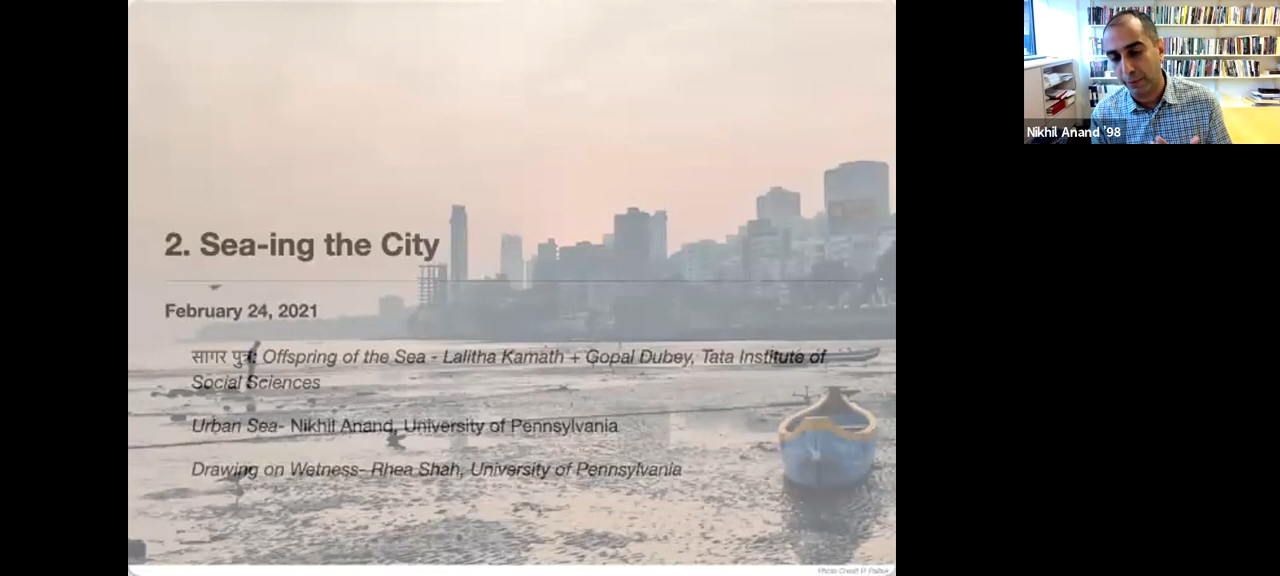 2. Sea-ing the City
February 24, 2021
सागर पुत्र: Offspring of the Sea - Lalitha Kamath + Gopal Dubey, Tata Institute of
Social Sciences
Urban Sea- Nikhil Anand, University of Pennsylvania
Drawing on Wetness- Rhea Shah, University of Pennsylvania
Nikhil Anand '98